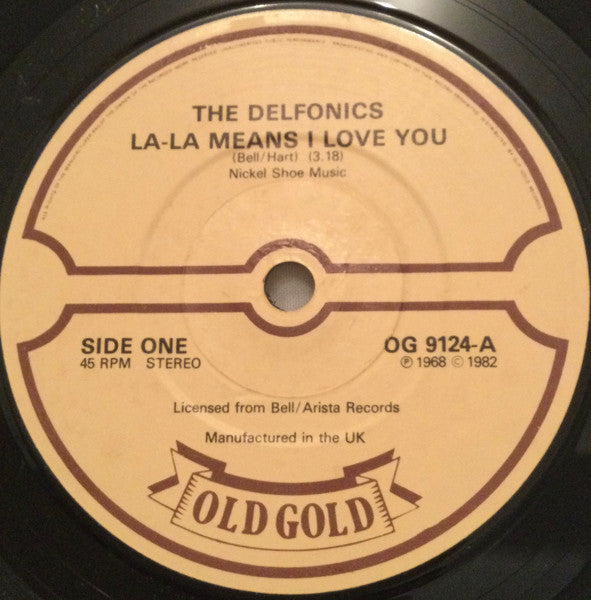 THE DELFONICS
LA-LA MEANS I LOVE YOU
(Bell/Hart) (3.18)
Nickel Shoe Music
SIDE ONE
45 RPM STEREO
OG 9124-A
℗ 1968 © 1982
Licensed from Bell/Arista Records
Manufactured in the UK
OLD GOLD